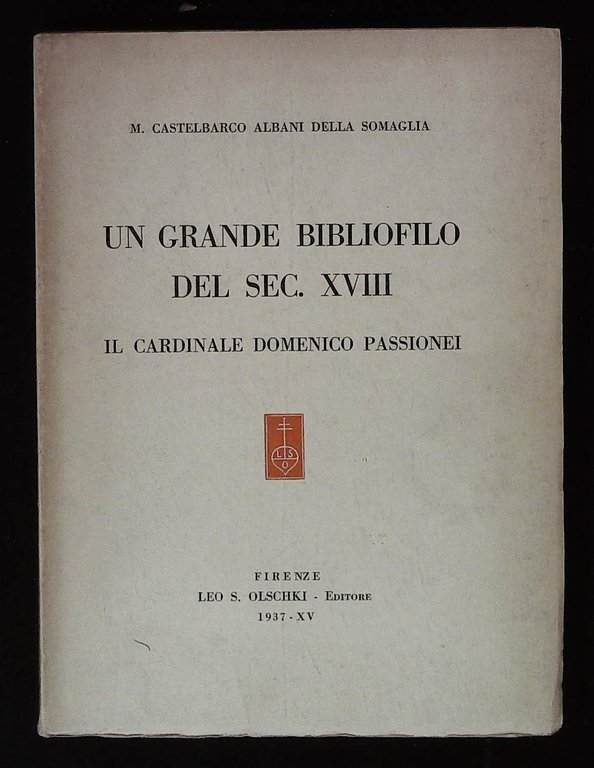 M. CASTELBARCO ALBANI DELLA SOMAGLIA
UN GRANDE BIBLIOFILO
DEL SEC. XVIII
IL CARDINALE DOMENICO PASSIONEI
L S
O
FIRENZE
LEO S. OLSCHKI - EDITORE
1937 - XV